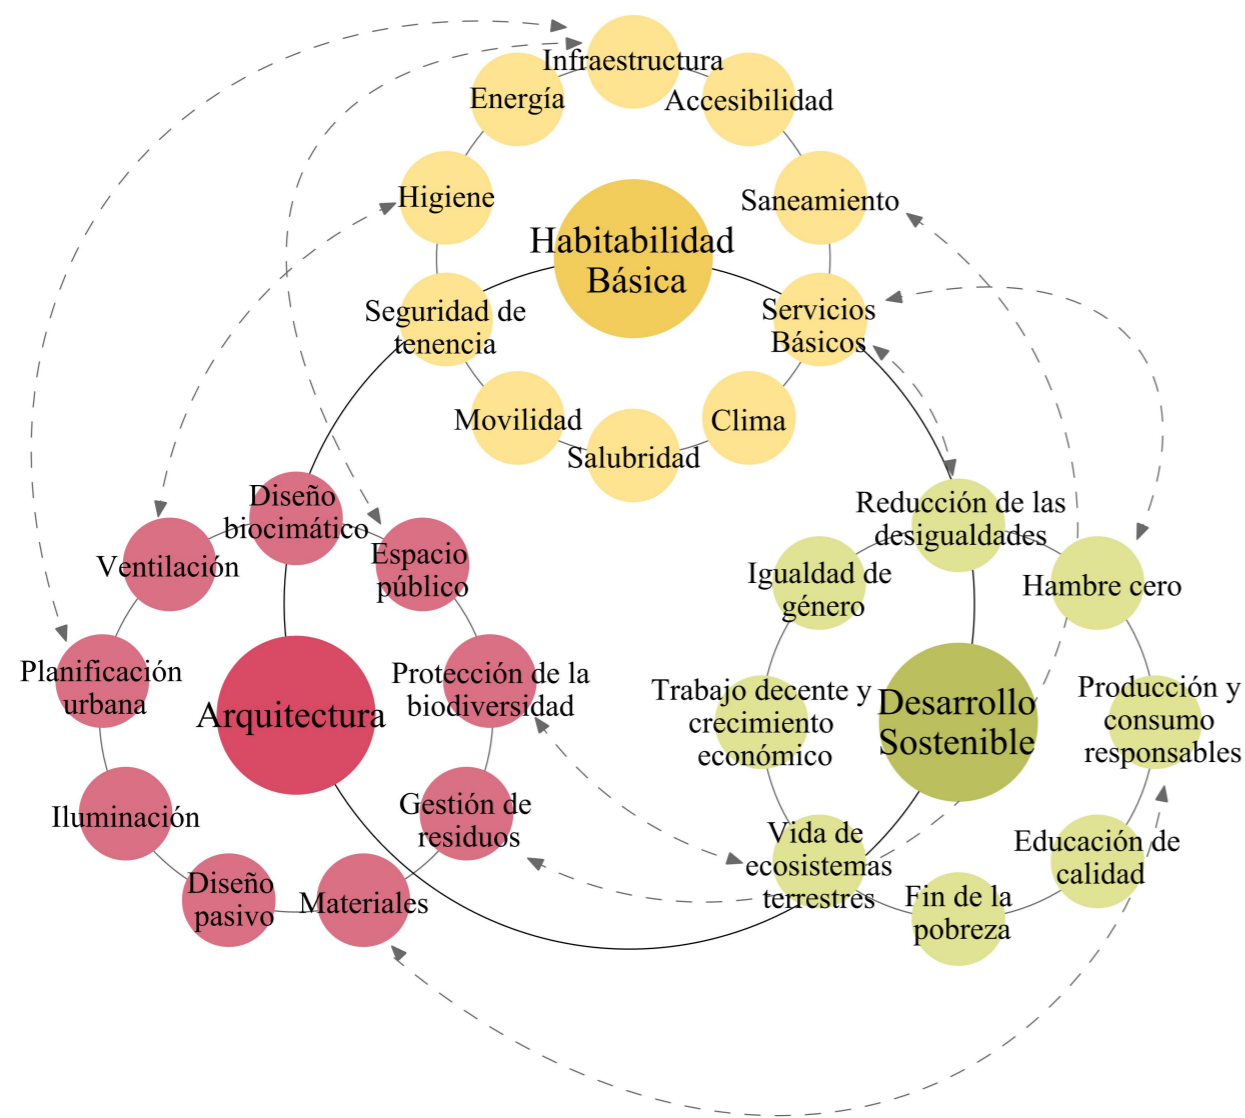 Infraestructura
Energía
Accesibilidad
Higiene
Saneamiento
Habitabilidad
Básica
Seguridad de
tenencia
Servicios
Básicos
Movilidad
Clima
Salubridad
Diseño
biocimático
Ventilación
Espacio
público
Planificación
urbana
Protección de la
biodiversidad
Arquitectura
Iluminación
Gestión de
residuos
Diseño
pasivo
Materiales
Reducción de las
desigualdades
Igualdad de
género
Hambre cero
Trabajo decente y
crecimiento
económico
Desarrollo
Sostenible
Producción y
consumo
responsables
Vida de
ecosistemas
terrestres
Educación de
calidad
Fin de la
pobreza